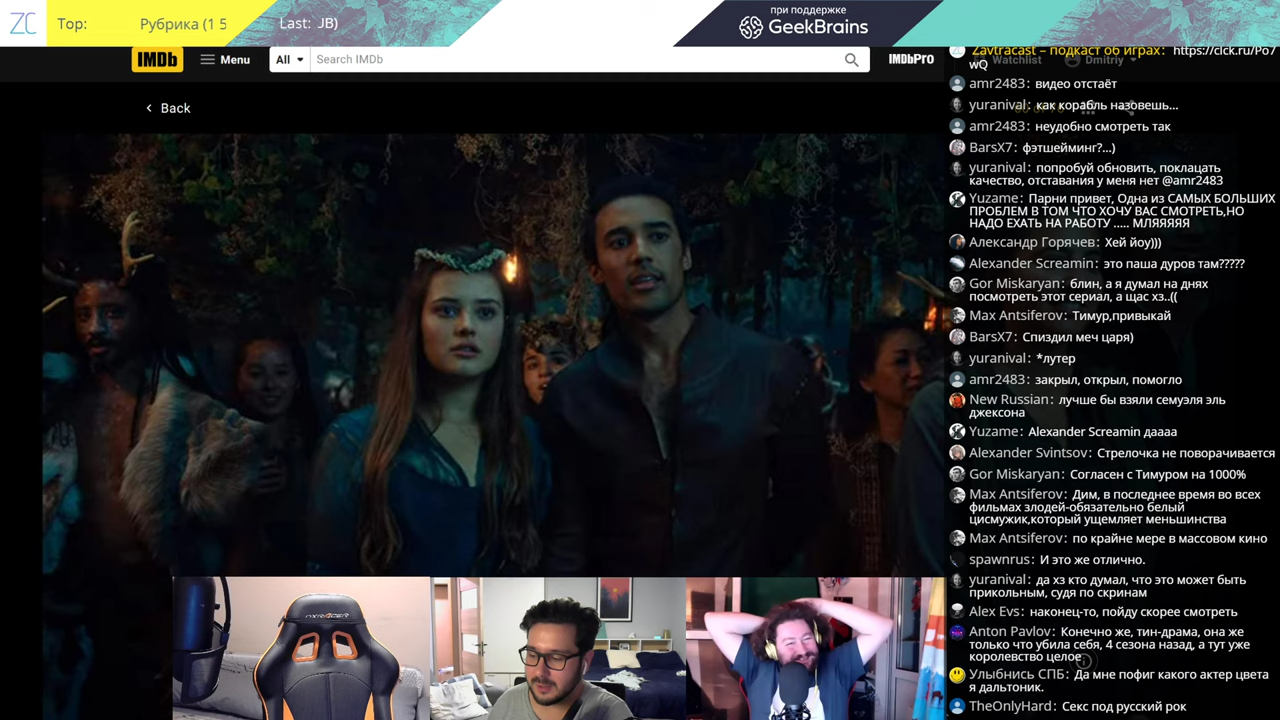 ZC
Top:
Рубрика (1 5
Last: JB)
при поддержке
GeekBrains
IMDb
Menu
All
Search IMDb
IMDbPro
Watchlist
Dmitriy
Back
Zavtracast – подкаст об играх: https://clck.ru/Po7
wQ
amr2483: видео отстаёт
yuranival: как корабль назовешь...
amr2483: неудобно смотреть так
BarsX7: фэтшейминг?...)
yuranival: попробуй обновить, поклацать
качество, отставания у меня нет @amr2483
Yuzame: Парни привет, Одна из САМЫХ БОЛЬШИХ
ПРОБЛЕМ В ТОМ ЧТО ХОЧУ ВАС СМОТРЕТЬ,НО
НАДО ЕХАТЬ НА РАБОТУ ..... МЛЯЯЯЯЯ
Александр Горячев: Хей йоу)))
Alexander Screamin: это паша дуров там?????
Gor Miskaryan: блин, а я думал на днях
посмотреть этот сериал, а щас хз..((
Max Antsiferov: Тимур,привыкай
BarsX7: Спиздил меч царя)
yuranival: *лутер
amr2483: закрыл, открыл, помогло
New Russian: лучше бы взяли семуэля эль
джексона
Yuzame: Alexander Screamin даааа
Alexander Svintsov: Стрелочка не поворачивается
Gor Miskaryan: Согласен с Тимуром на 1000%
Max Antsiferov: Дим, в последнее время во всех
фильмах злодей-обязательно белый
цисмужик,который ущемляет меньшинства
Max Antsiferov: по крайне мере в массовом кино
spawnrus: И это же отлично.
yuranival: да хз кто думал, что это может быть
прикольным, судя по скринам
Alex Evs: наконец-то, пойду скорее смотреть
Anton Pavlov: Конечно же, тин-драма, она же
только что убила себя, 4 сезона назад, а тут уже
королевство целое
Улыбнись СПБ: Да мне пофиг какого актер цвета
я дальтоник.
TheOnlyHard: Секс под русский рок
DXRACER